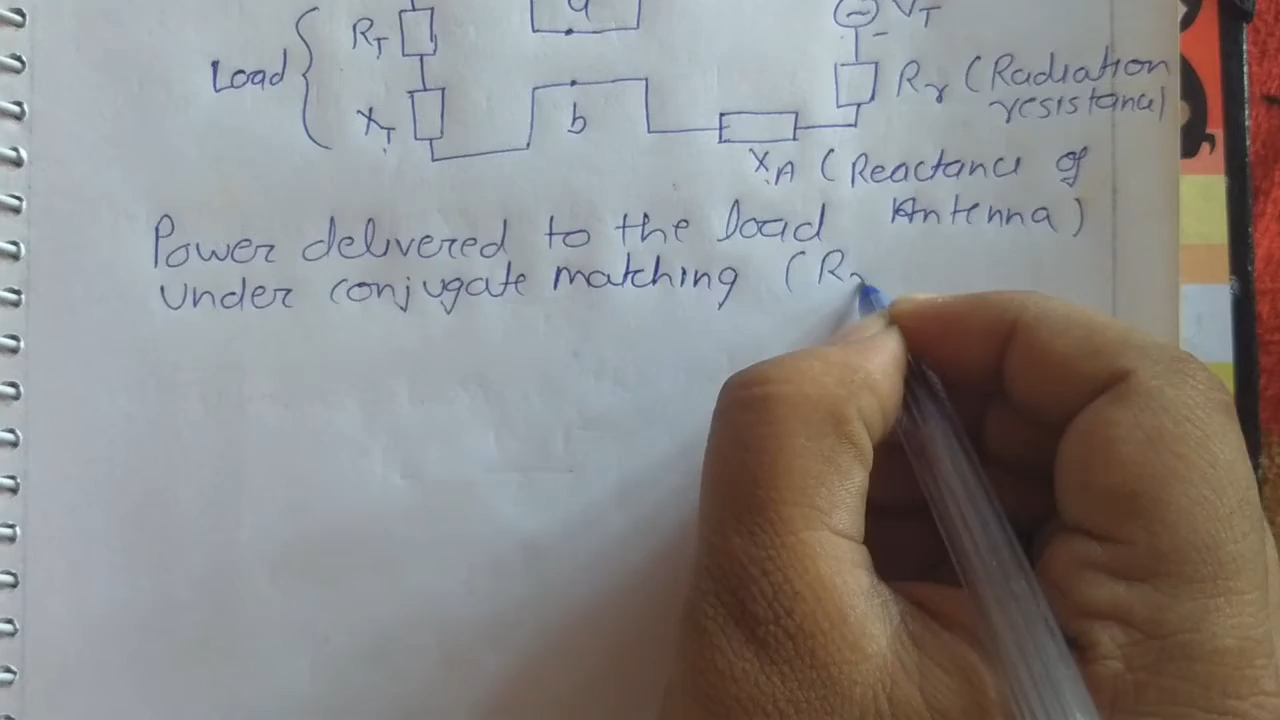 a
V_T
R_T
Load
X_T
b
R_r (Radiation
resistance)
X_A (Reactance of
Antenna)
Power delivered to the load
under conjugate matching (R_r